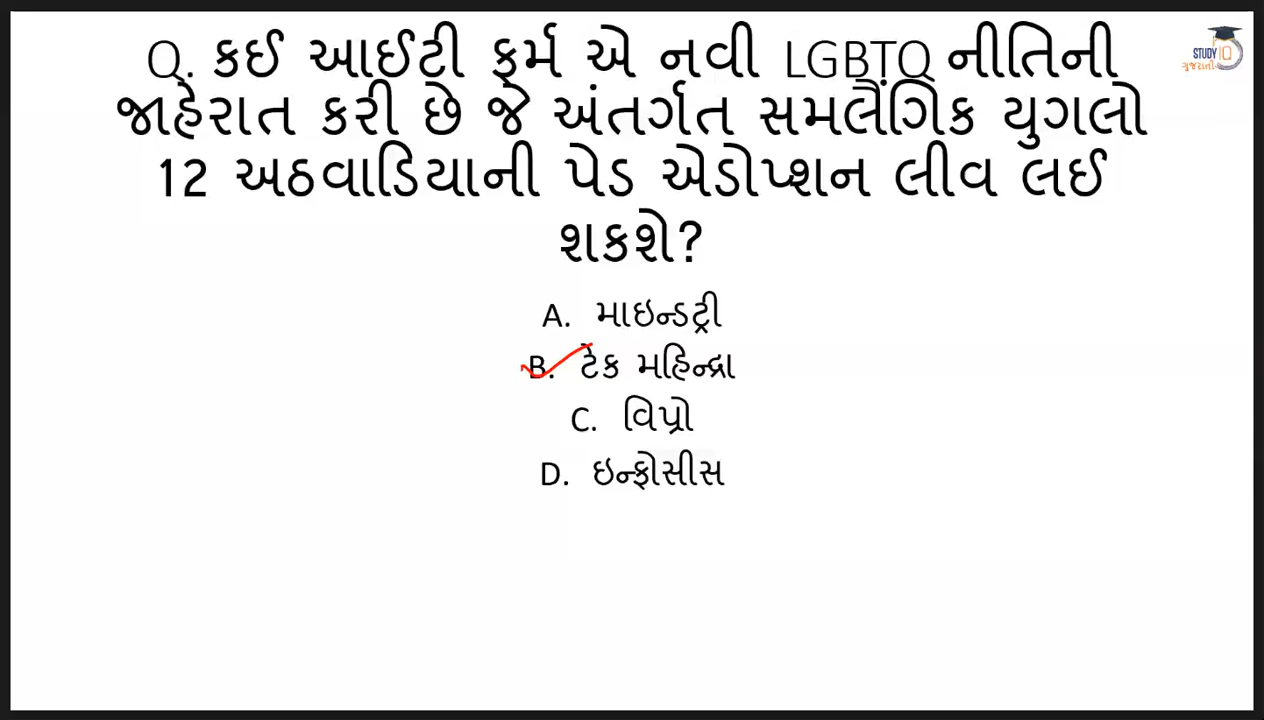 Q. કઈ આઈટી ફર્મ એ નવી LGBTQ નીતિની
જાહેરાત કરી છે જે અંતર્ગત સમલૈંગિક યુગલો
12 અઠવાડિયાની પેડ એડોપ્શન લીવ લઈ
શકશે?
A. માઇન્ડટ્રી
B. ટેક મહિન્દ્રા
C. વિપ્રો
D. ઇન્ફોસીસ
STUDY IQ
ગુજરાતી